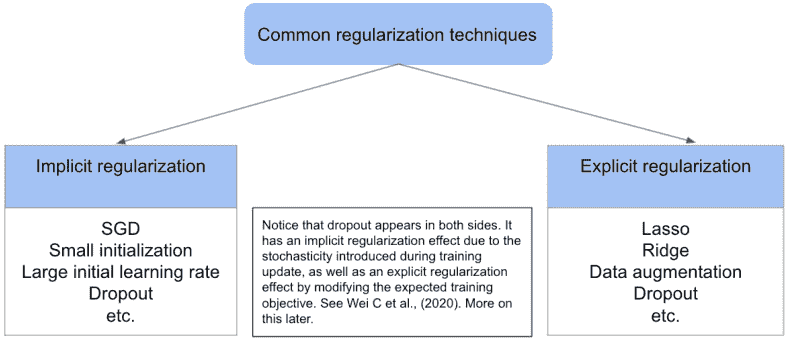 Common regularization techniques
Implicit regularization
SGD
Small initialization
Large initial learning rate
Dropout
etc.
Notice that dropout appears in both sides. It
has an implicit regularization effect due to the
stochasticity introduced during training
update, as well as an explicit regularization
effect by modifying the expected training
objective. See Wei C et al., (2020). More on
this later.
Explicit regularization
Lasso
Ridge
Data augmentation
Dropout
etc.